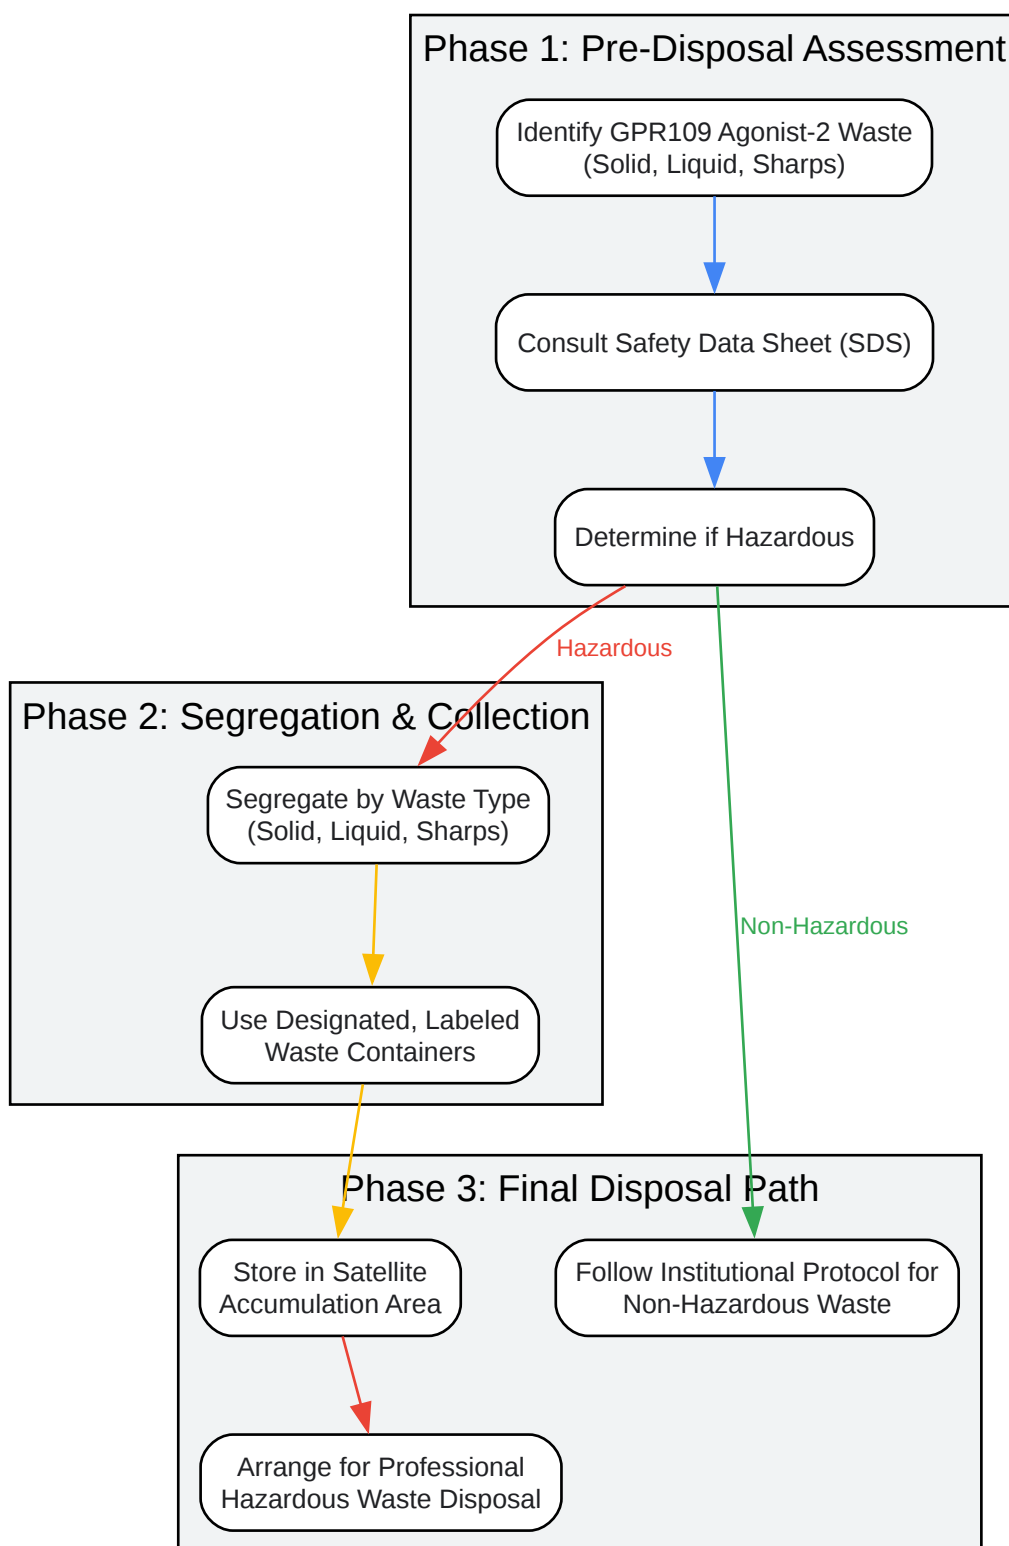 Phase 1: Pre-Disposal Assessment
Identify GPR109 Agonist-2 Waste
(Solid, Liquid, Sharps)
Consult Safety Data Sheet (SDS)
Determine if Hazardous
Hazardous
Phase 2: Segregation & Collection
Segregate by Waste Type
(Solid, Liquid, Sharps)
Non-Hazardous
Use Designated, Labeled
Waste Containers
Phase 3: Final Disposal Path
Store in Satellite
Accumulation Area
Follow Institutional Protocol for
Non-Hazardous Waste
Arrange for Professional
Hazardous Waste Disposal